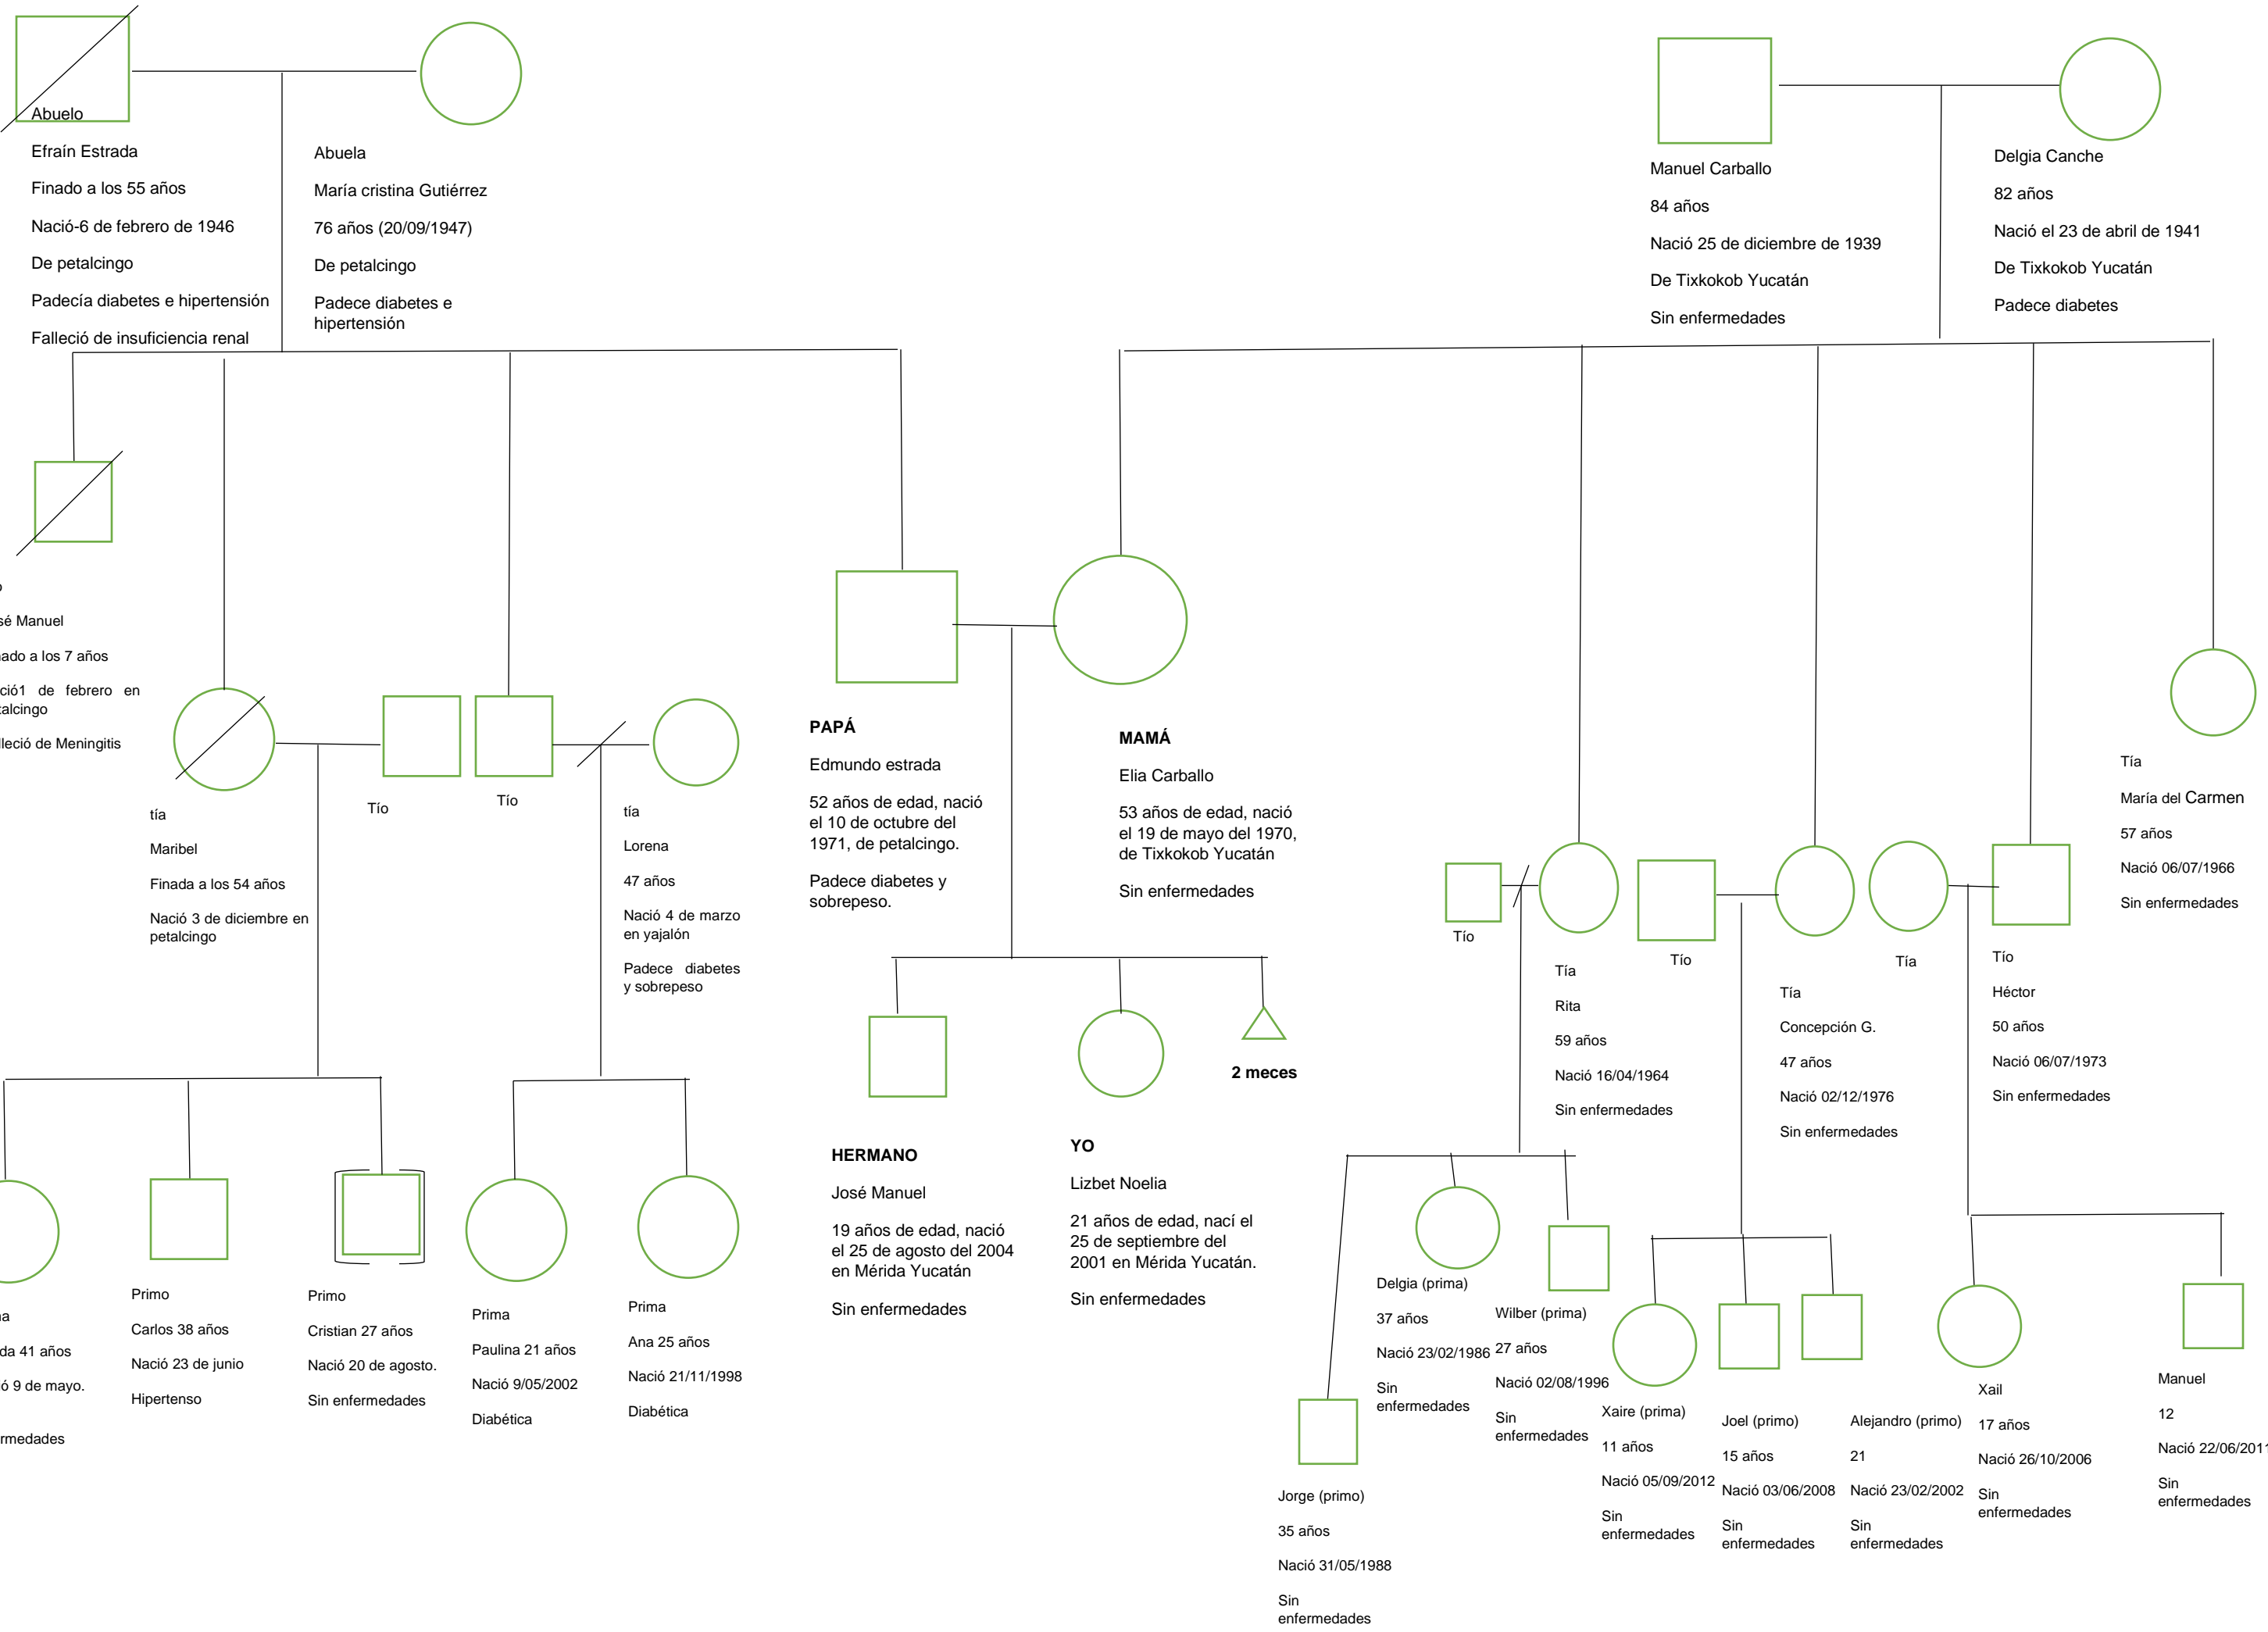 Abuelo
Efraín Estrada
Finado a los 55 años
Nació-6 de febrero de 1946
De petalcingo
Padecía diabetes e hipertensión
Falleció de insuficiencia renal
Abuela
María cristina Gutiérrez
76 años (20/09/1947)
De petalcingo
Padece diabetes e
hipertensión
Manuel Carballo
84 años
Nació 25 de diciembre de 1939
De Tixkokob Yucatán
Sin enfermedades
Delgia Canche
82 años
Nació el 23 de abril de 1941
De Tixkokob Yucatán
Padece diabetes
Manuel
a los 7 años
de febrero en
de Meningitis
tía
Maribel
Finada a los 54 años
Nació 3 de diciembre en
petalcingo
Tío
Tío
tía
Lorena
47 años
Nació 4 de marzo
en yajalón
Padece diabetes
y sobrepeso
PAPÁ
Edmundo estrada
52 años de edad, nació
el 10 de octubre del
1971, de petalcingo.
Padece diabetes y
sobrepeso.
MAMÁ
Elia Carballo
53 años de edad, nació
el 19 de mayo del 1970,
de Tixkokob Yucatán
Sin enfermedades
Tío
Tía
Rita
59 años
Nació 16/04/1964
Sin enfermedades
Tío
Tía
Concepción G.
47 años
Nació 02/12/1976
Sin enfermedades
Tía
Tío
Héctor
50 años
Nació 06/07/1973
Sin enfermedades
Tía
María del Carmen
57 años
Nació 06/07/1966
Sin enfermedades
41 años
9 de mayo.
Primo
Carlos 38 años
Nació 23 de junio
Hipertenso
Primo
Cristian 27 años
Nació 20 de agosto.
Sin enfermedades
Prima
Paulina 21 años
Nació 9/05/2002
Diabética
Prima
Ana 25 años
Nació 21/11/1998
Diabética
HERMANO
José Manuel
19 años de edad, nació
el 25 de agosto del 2004
en Mérida Yucatán
Sin enfermedades
YO
Lizbet Noelia
21 años de edad, nací el
25 de septiembre del
2001 en Mérida Yucatán.
Sin enfermedades
2 meces
Jorge (primo)
35 años
Nació 31/05/1988
Sin
enfermedades
Delgia (prima)
37 años
Nació 23/02/1986
Sin
enfermedades
Wilber (prima)
27 años
Nació 02/08/1996
Sin
enfermedades
Xaire (prima)
11 años
Nació 05/09/2012
Sin
enfermedades
Joel (primo)
15 años
Nació 03/06/2008
Sin
enfermedades
Alejandro (primo)
21
Nació 23/02/2002
Sin
enfermedades
Xail
17 años
Nació 26/10/2006
Sin
enfermedades
Manuel
12
Nació 22/06/2011
Sin
enfermedades